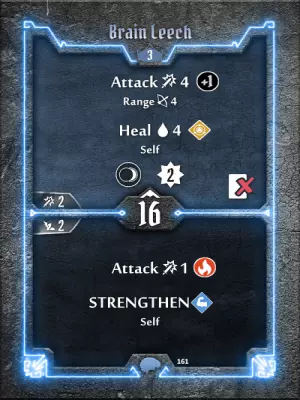 Brain Leech
3
Attack 4 +1
Range 4
Heal 4
Self
2
2
16
2
Attack 1
STRENGTHEN
Self
161